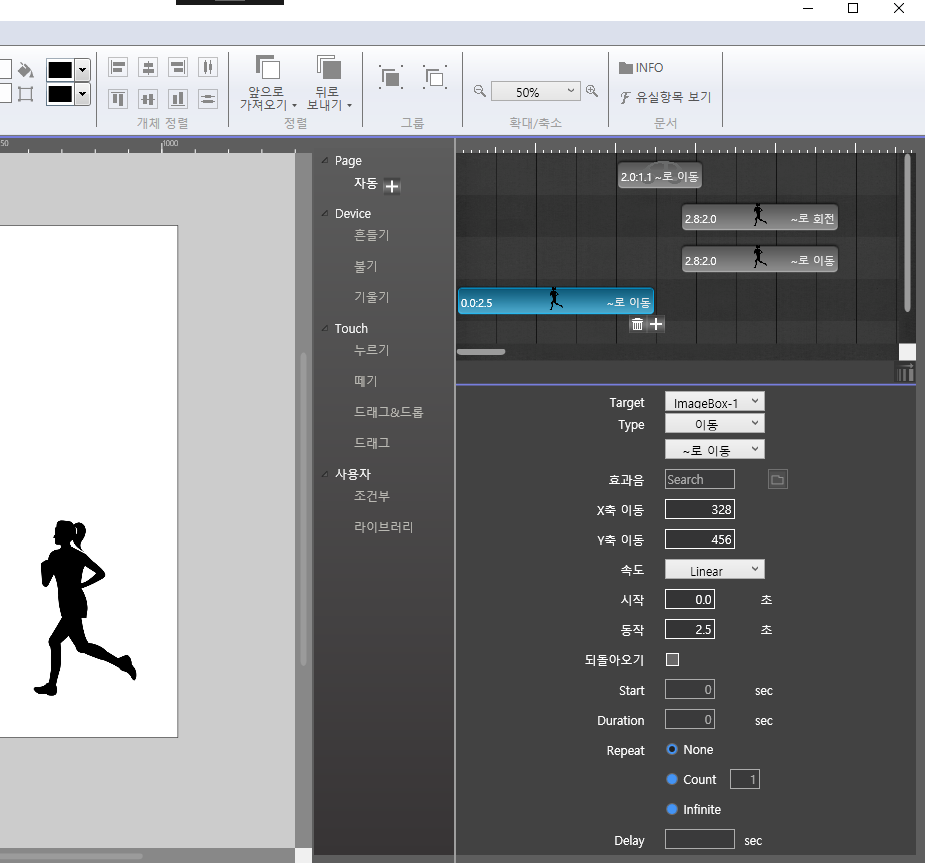 50%
INFO
앞으로
가져오기
뒤로
보내기
유실항목 보기
개체 정렬
정렬
그룹
확대/축소
문서
50
1000
Page
자동
Device
흔들기
불기
기울기
Touch
누르기
떼기
드래그&드롭
드래그
사용자
조건부
라이브러리
2.0:1.1 ~로 이동
2.8:2.0 ~로 회전
2.8:2.0 ~로 이동
0.0:2.5 ~로 이동
Target ImageBox-1
Type 이동
~로 이동
효과음 Search
X축 이동 328
Y축 이동 456
속도 Linear
시작 0.0 초
동작 2.5 초
되돌아오기
Start 0 sec
Duration 0 sec
Repeat None
Count 1
Infinite
Delay sec